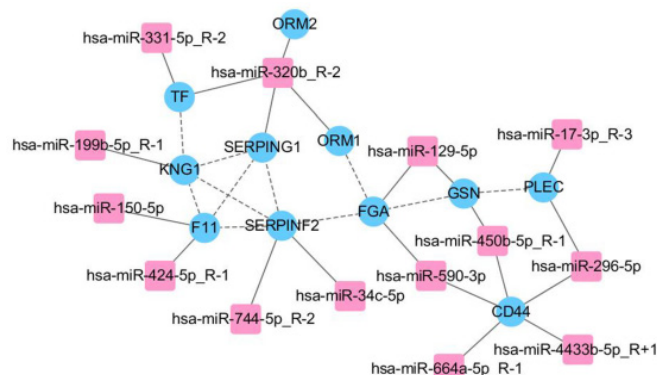 ORM2
hsa-miR-331-5p_R-2
hsa-miR-320b_R-2
TF
hsa-miR-199b-5p_R-1
SERPING1
ORM1
hsa-miR-129-5p
hsa-miR-17-3p_R-3
KNG1
GSN
PLEC
hsa-miR-150-5p
F11
SERPINF2
FGA
hsa-miR-450b-5p_R-1
hsa-miR-424-5p_R-1
hsa-miR-590-3p
hsa-miR-296-5p
hsa-miR-34c-5p
CD44
hsa-miR-744-5p_R-2
hsa-miR-4433b-5p_R+1
hsa-miR-664a-5p_R-1